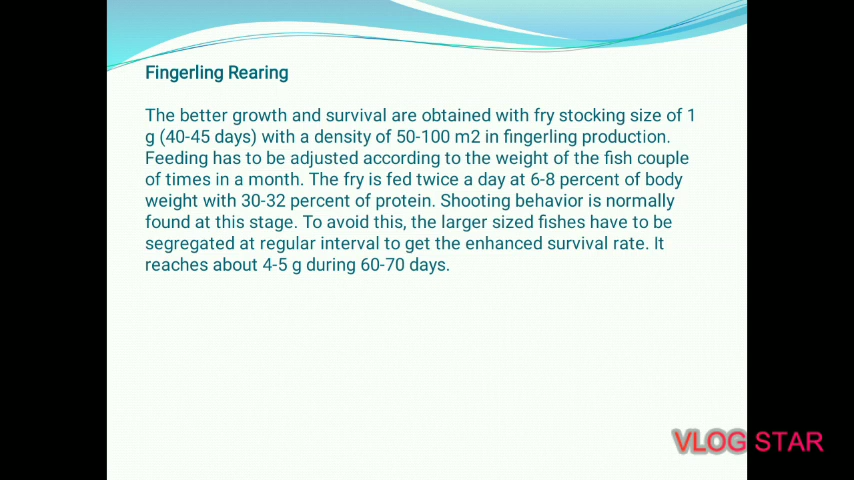 Fingerling Rearing
The better growth and survival are obtained with fry stocking size of 1
g (40-45 days) with a density of 50-100 m2 in fingerling production.
Feeding has to be adjusted according to the weight of the fish couple
of times in a month. The fry is fed twice a day at 6-8 percent of body
weight with 30-32 percent of protein. Shooting behavior is normally
found at this stage. To avoid this, the larger sized fishes have to be
segregated at regular interval to get the enhanced survival rate. It
reaches about 4-5 g during 60-70 days.
VLOG STAR